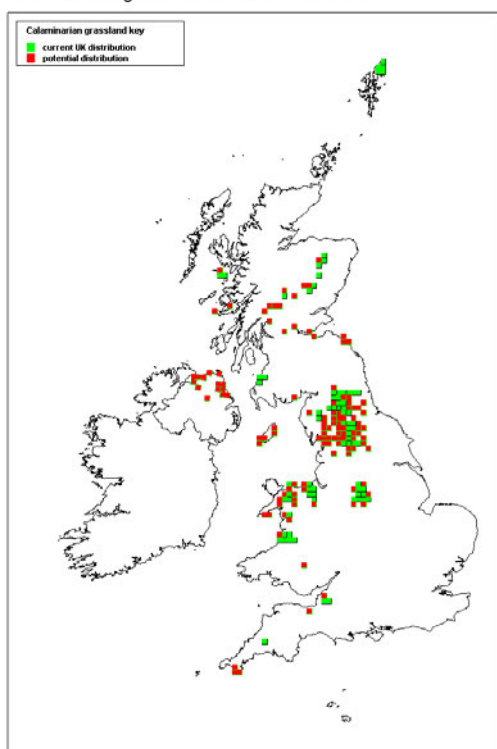 Calaminarian grassland key
current UK distribution
potential distribution